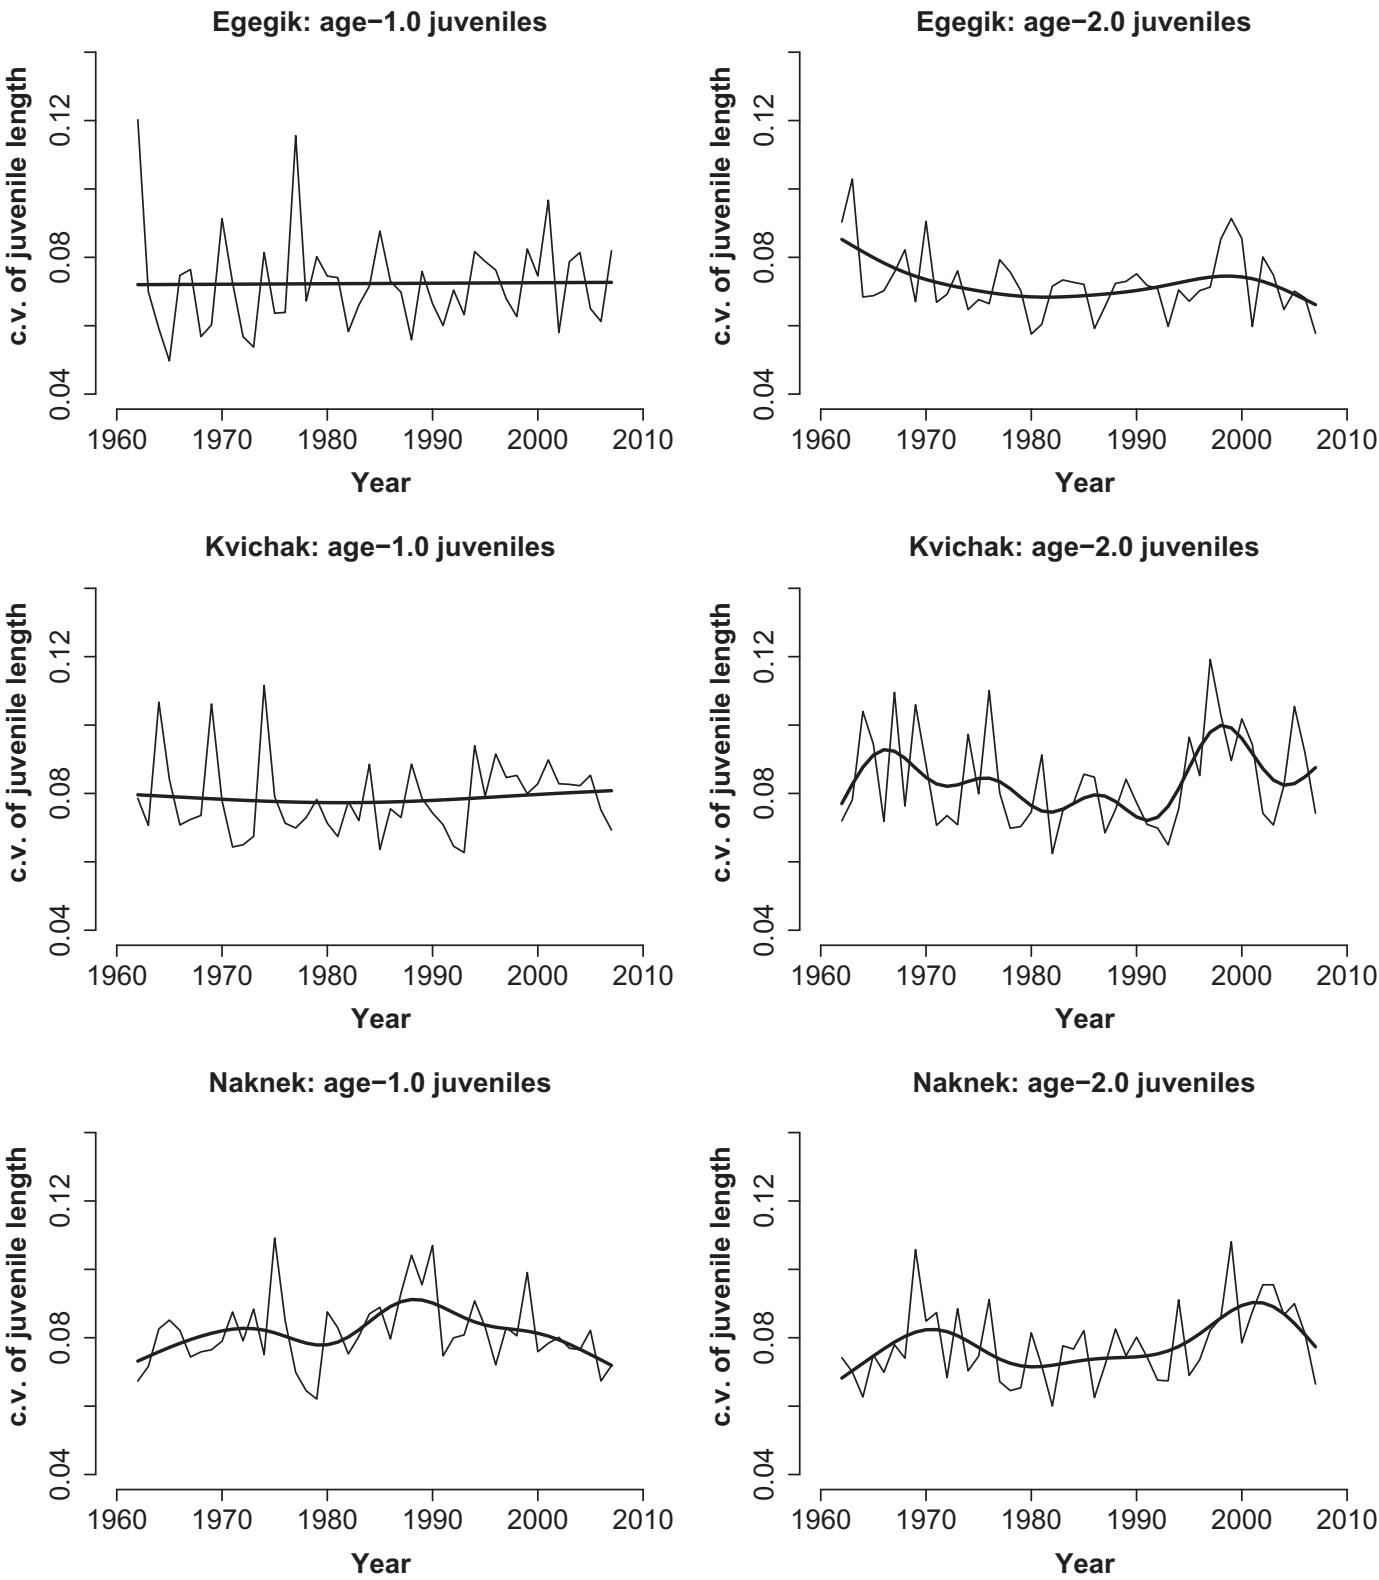 Egegik: age−1.0 juveniles
c.v. of juvenile length
0.12
0.08
0.04
1960 1970 1980 1990 2000 2010
Year
Egegik: age−2.0 juveniles
c.v. of juvenile length
0.12
0.08
0.04
1960 1970 1980 1990 2000 2010
Year
Kvichak: age−1.0 juveniles
c.v. of juvenile length
0.12
0.08
0.04
1960 1970 1980 1990 2000 2010
Year
Kvichak: age−2.0 juveniles
c.v. of juvenile length
0.12
0.08
0.04
1960 1970 1980 1990 2000 2010
Year
Naknek: age−1.0 juveniles
c.v. of juvenile length
0.12
0.08
0.04
1960 1970 1980 1990 2000 2010
Year
Naknek: age−2.0 juveniles
c.v. of juvenile length
0.12
0.08
0.04
1960 1970 1980 1990 2000 2010
Year